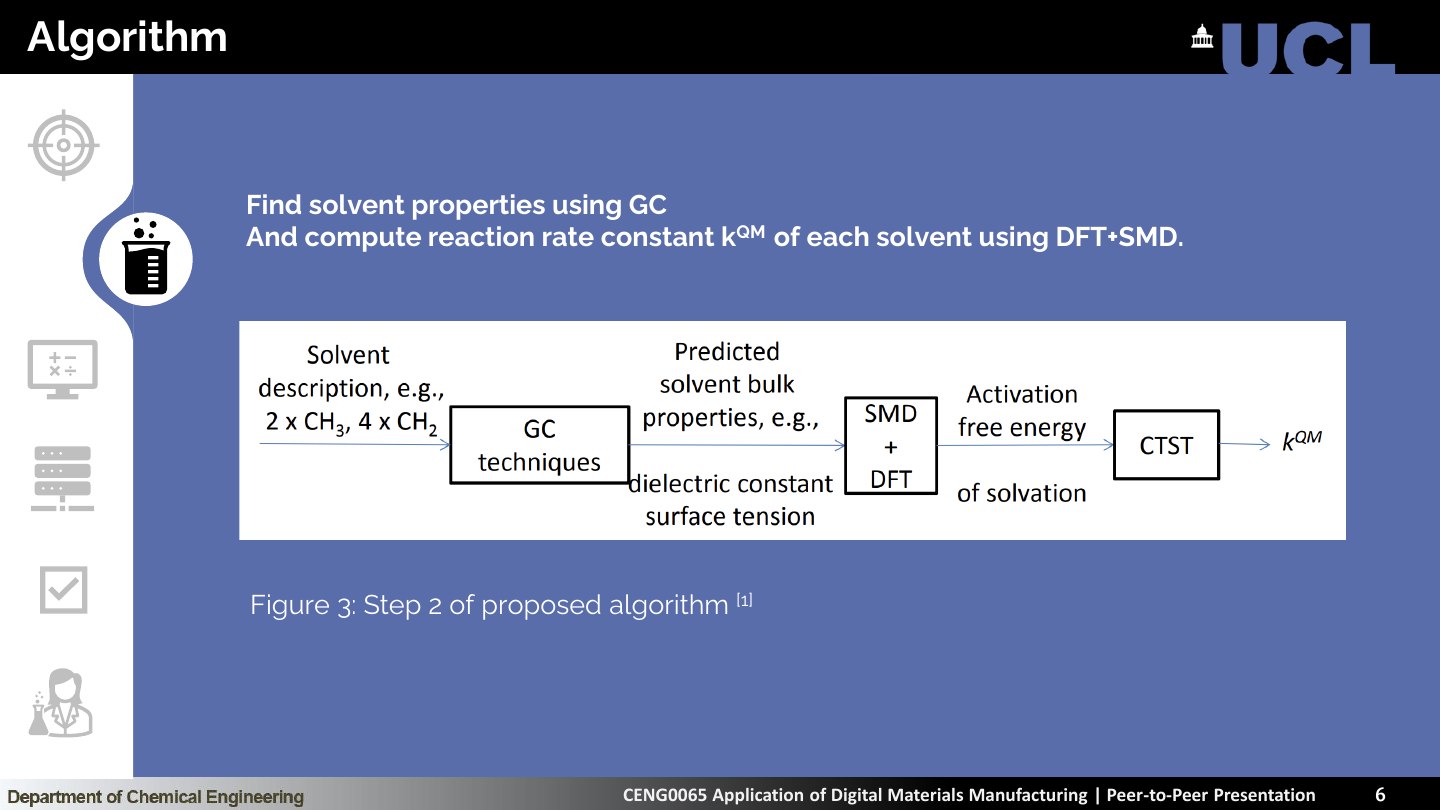 Algorithm
UCL
Find solvent properties using GC
And compute reaction rate constant k^QM of each solvent using DFT+SMD.
Solvent
description, e.g.,
2 x CH₃, 4 x CH₂
GC
techniques
Predicted
solvent bulk
properties, e.g.,
dielectric constant
surface tension
SMD
+
DFT
Activation
free energy
of solvation
CTST
k^QM
Figure 3: Step 2 of proposed algorithm [1]
Department of Chemical Engineering
CENG0065 Application of Digital Materials Manufacturing | Peer-to-Peer Presentation
6